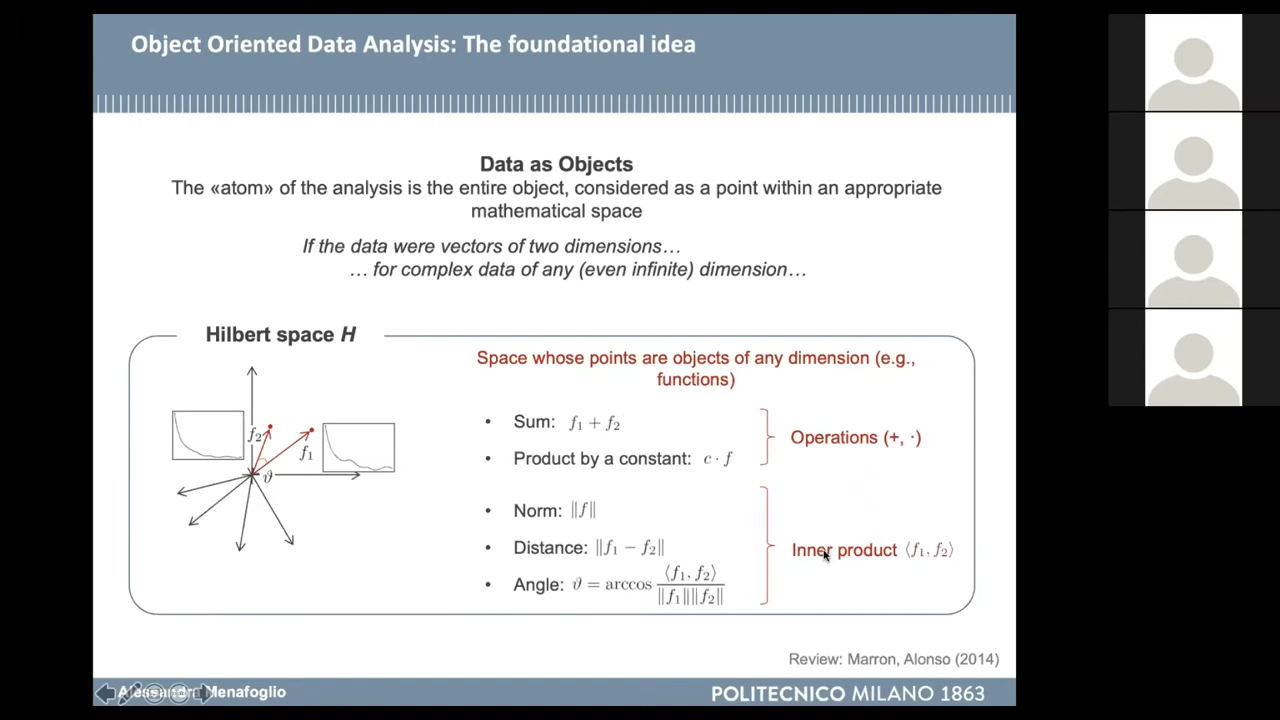 Object Oriented Data Analysis: The foundational idea
Data as Objects
The «atom» of the analysis is the entire object, considered as a point within an appropriate
mathematical space
If the data were vectors of two dimensions…
… for complex data of any (even infinite) dimension…
Hilbert space H
Space whose points are objects of any dimension (e.g.,
functions)
f₂
f₁
ϑ
• Sum: f₁ + f₂
• Product by a constant: c · f
Operations (+, ·)
• Norm: ‖f‖
• Distance: ‖f₁ − f₂‖
• Angle: ϑ = arccos ⟨f₁, f₂⟩ / ‖f₁‖‖f₂‖
Inner product ⟨f₁, f₂⟩
Review: Marron, Alonso (2014)
Alessandra Menafoglio
POLITECNICO MILANO 1863